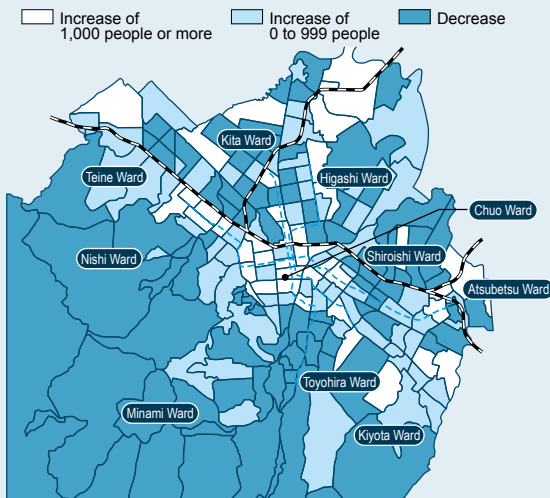 Increase of
1,000 people or more
Increase of
0 to 999 people
Decrease
Kita Ward
Teine Ward
Higashi Ward
Chuo Ward
Nishi Ward
Shiroishi Ward
Atsubetsu Ward
Toyohira Ward
Minami Ward
Kiyota Ward